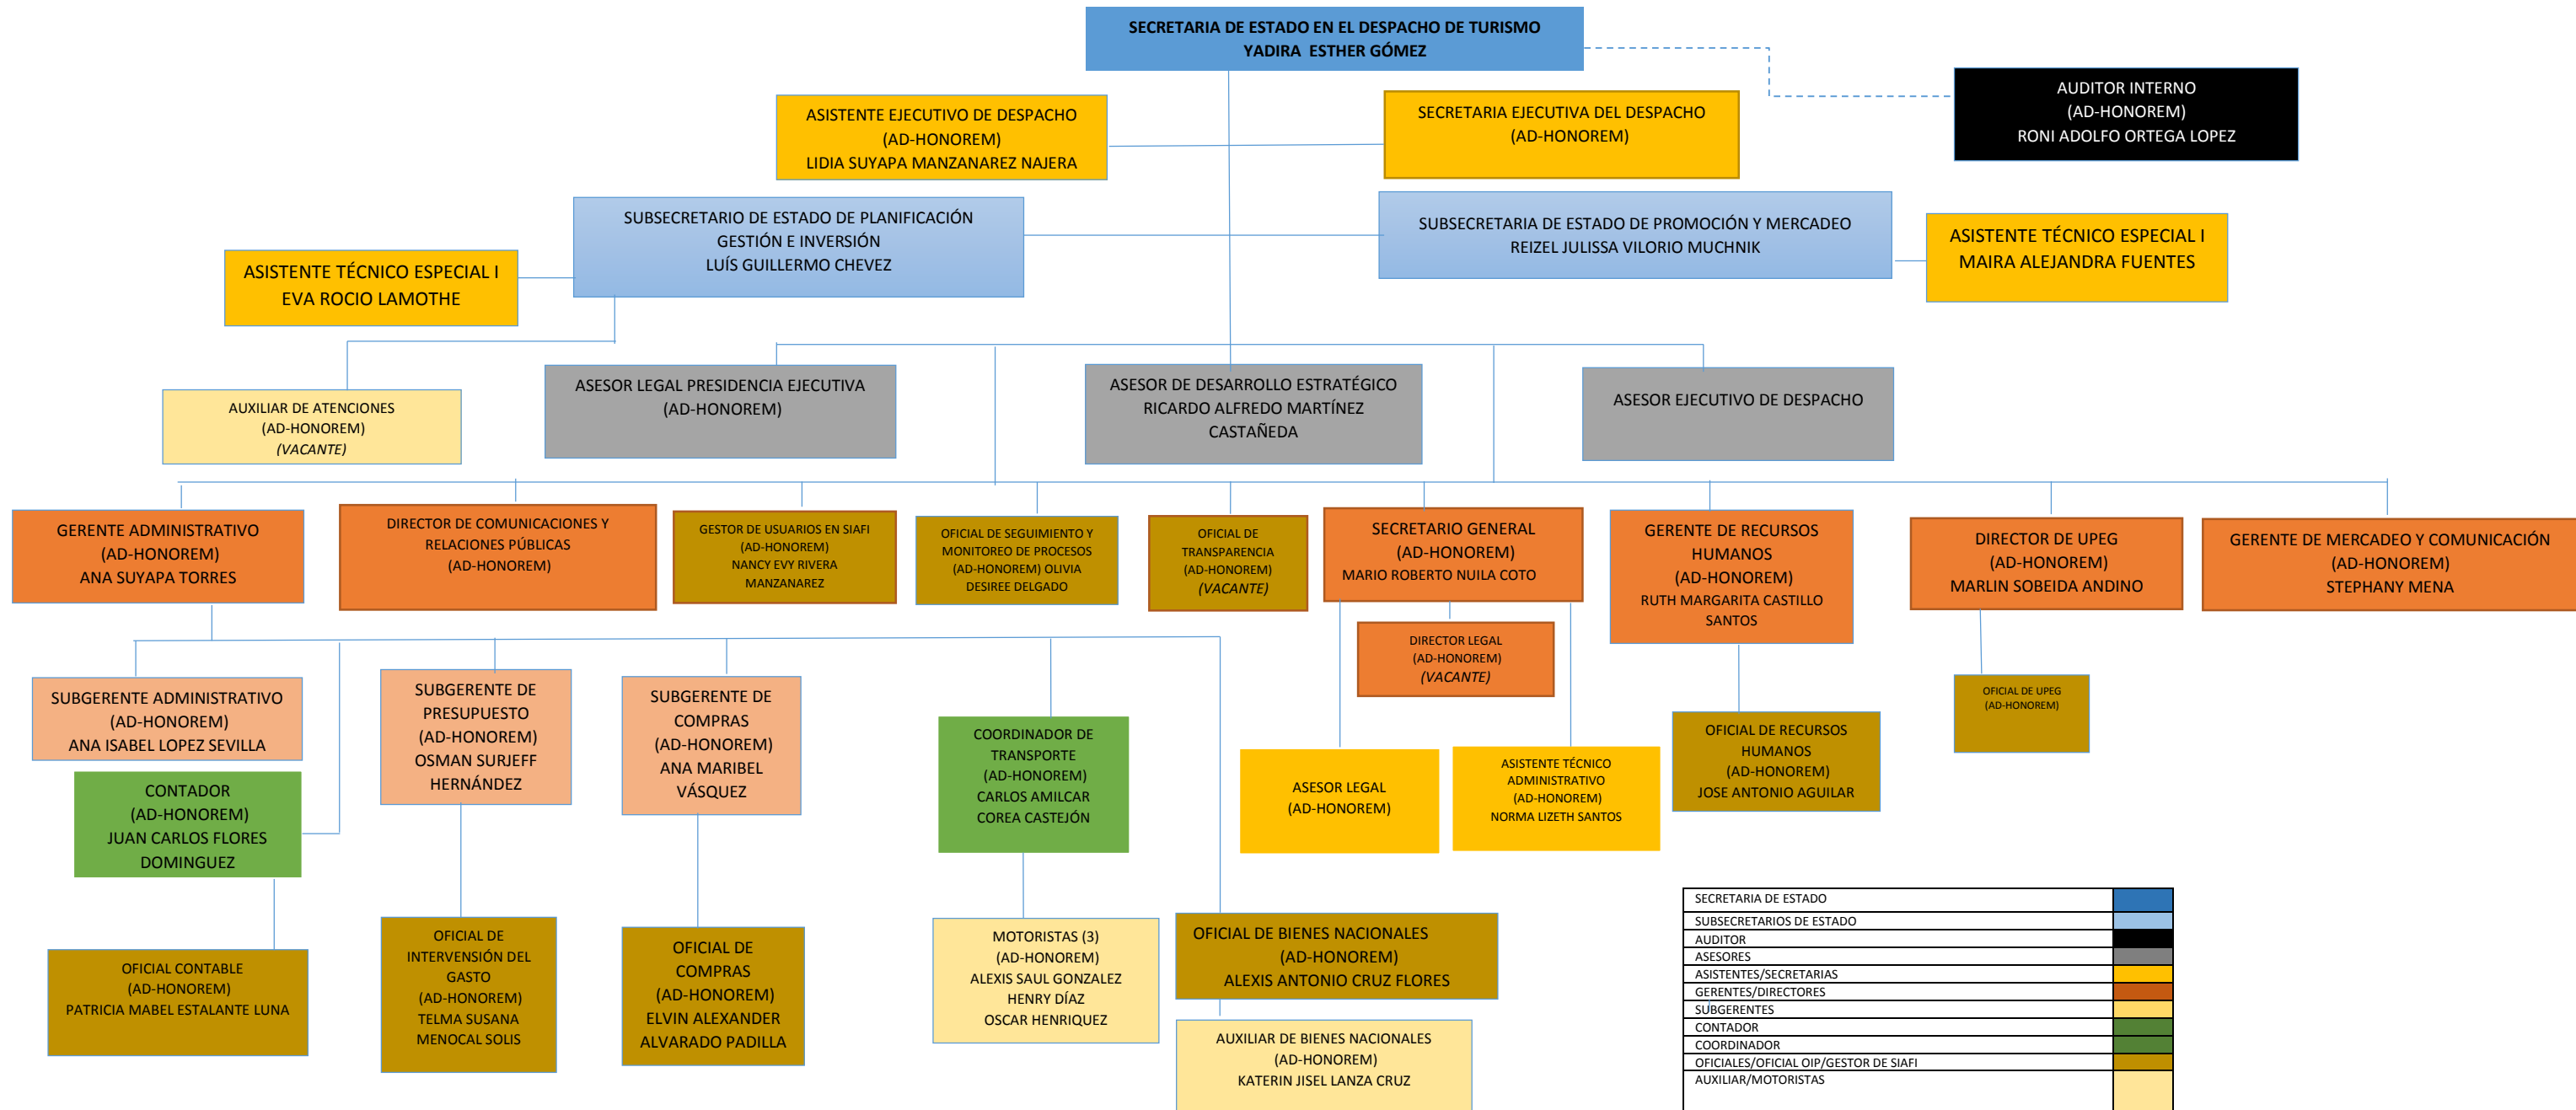 SECRETARIA DE ESTADO EN EL DESPACHO DE TURISMO
YADIRA ESTHER GÓMEZ
AUDITOR INTERNO
(AD-HONOREM)
RONI ADOLFO ORTEGA LOPEZ
ASISTENTE EJECUTIVO DE DESPACHO
(AD-HONOREM)
LIDIA SUYAPA MANZANAREZ NAJERA
SECRETARIA EJECUTIVA DEL DESPACHO
(AD-HONOREM)
SUBSECRETARIO DE ESTADO DE PLANIFICACIÓN
GESTIÓN E INVERSIÓN
LUÍS GUILLERMO CHEVEZ
SUBSECRETARIA DE ESTADO DE PROMOCIÓN Y MERCADEO
REIZEL JULISSA VILORIO MUCHNIK
ASISTENTE TÉCNICO ESPECIAL I
MAIRA ALEJANDRA FUENTES
ASISTENTE TÉCNICO ESPECIAL I
EVA ROCIO LAMOTHE
AUXILIAR DE ATENCIONES
(AD-HONOREM)
(VACANTE)
ASESOR LEGAL PRESIDENCIA EJECUTIVA
(AD-HONOREM)
ASESOR DE DESARROLLO ESTRATÉGICO
RICARDO ALFREDO MARTÍNEZ
CASTAÑEDA
ASESOR EJECUTIVO DE DESPACHO
GERENTE ADMINISTRATIVO
(AD-HONOREM)
ANA SUYAPA TORRES
DIRECTOR DE COMUNICACIONES Y
RELACIONES PÚBLICAS
(AD-HONOREM)
GESTOR DE USUARIOS EN SIAFI
(AD-HONOREM)
NANCY EVY RIVERA
MANZANAREZ
OFICIAL DE SEGUIMIENTO Y
MONITOREO DE PROCESOS
(AD-HONOREM) OLIVIA
DESIREE DELGADO
OFICIAL DE
TRANSPARENCIA
(AD-HONOREM)
(VACANTE)
SECRETARIO GENERAL
(AD-HONOREM)
MARIO ROBERTO NUILA COTO
GERENTE DE RECURSOS
HUMANOS
(AD-HONOREM)
RUTH MARGARITA CASTILLO
SANTOS
DIRECTOR DE UPEG
(AD-HONOREM)
MARLIN SOBEIDA ANDINO
GERENTE DE MERCADEO Y COMUNICACIÓN
(AD-HONOREM)
STEPHANY MENA
DIRECTOR LEGAL
(AD-HONOREM)
(VACANTE)
SUBGERENTE ADMINISTRATIVO
(AD-HONOREM)
ANA ISABEL LOPEZ SEVILLA
SUBGERENTE DE
PRESUPUESTO
(AD-HONOREM)
OSMAN SURJEFF
HERNÁNDEZ
SUBGERENTE DE
COMPRAS
(AD-HONOREM)
ANA MARIBEL
VÁSQUEZ
COORDINADOR DE
TRANSPORTE
(AD-HONOREM)
CARLOS AMILCAR
COREA CASTEJÓN
ASESOR LEGAL
(AD-HONOREM)
ASISTENTE TÉCNICO
ADMINISTRATIVO
(AD-HONOREM)
NORMA LIZETH SANTOS
OFICIAL DE RECURSOS
HUMANOS
(AD-HONOREM)
JOSE ANTONIO AGUILAR
OFICIAL DE UPEG
(AD-HONOREM)
CONTADOR
(AD-HONOREM)
JUAN CARLOS FLORES
DOMINGUEZ
OFICIAL CONTABLE
(AD-HONOREM)
PATRICIA MABEL ESTALANTE LUNA
OFICIAL DE
INTERVENSIÓN DEL
GASTO
(AD-HONOREM)
TELMA SUSANA
MENOCAL SOLIS
OFICIAL DE
COMPRAS
(AD-HONOREM)
ELVIN ALEXANDER
ALVARADO PADILLA
MOTORISTAS (3)
(AD-HONOREM)
ALEXIS SAUL GONZALEZ
HENRY DÍAZ
OSCAR HENRIQUEZ
OFICIAL DE BIENES NACIONALES
(AD-HONOREM)
ALEXIS ANTONIO CRUZ FLORES
AUXILIAR DE BIENES NACIONALES
(AD-HONOREM)
KATERIN JISEL LANZA CRUZ
SECRETARIA DE ESTADO
SUBSECRETARIOS DE ESTADO
AUDITOR
ASESORES
ASISTENTES/SECRETARIAS
GERENTES/DIRECTORES
SUBGERENTES
CONTADOR
COORDINADOR
OFICIALES/OFICIAL OIP/GESTOR DE SIAFI
AUXILIAR/MOTORISTAS